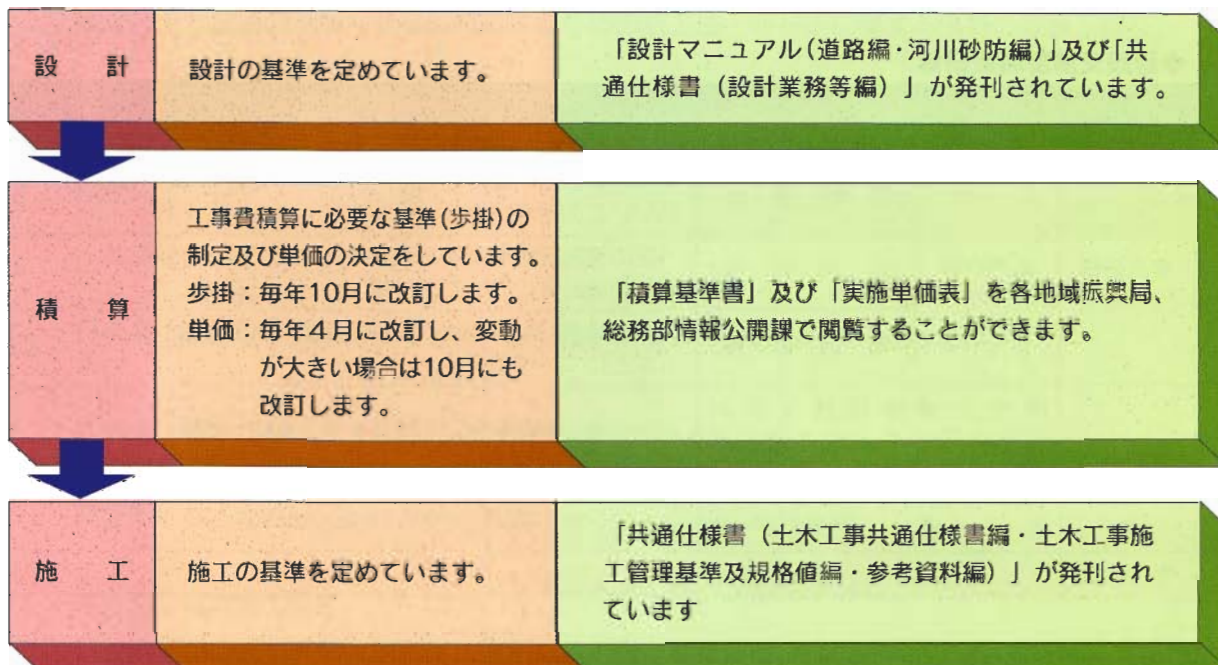 設　計
設計の基準を定めています。
「設計マニュアル(道路編・河川砂防編)」及び「共
通仕様書（設計業務等編）」が発刊されています。
積　算
工事費積算に必要な基準(歩掛)の
制定及び単価の決定をしています。
歩掛：毎年10月に改訂します。
単価：毎年４月に改訂し、変動
が大きい場合は10月にも
改訂します。
「積算基準書」及び「実施単価表」を各地域振興局、
総務部情報公開課で閲覧することができます。
施　工
施工の基準を定めています。
「共通仕様書（土木工事共通仕様書編・土木工事施
工管理基準及規格値編・参考資料編）」が発刊され
ています